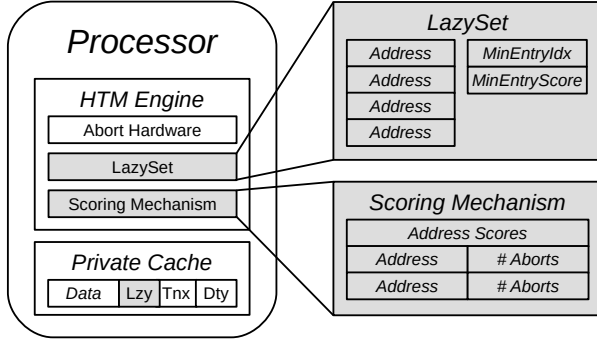 Processor
HTM Engine
Abort Hardware
LazySet
Scoring Mechanism
Private Cache
Data Lzy Tnx Dty
LazySet
Address MinEntryIdx
Address MinEntryScore
Address
Address
Scoring Mechanism
Address Scores
Address # Aborts
Address # Aborts